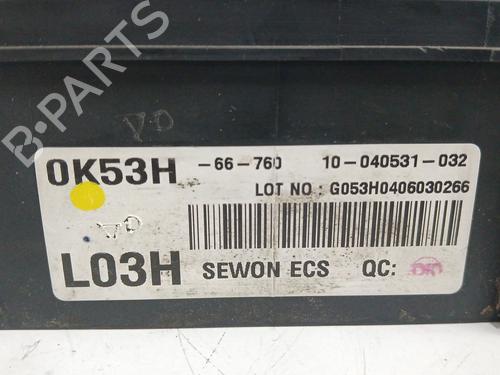 B-PARTS
0K53H -66-760 10-040531-032
LOT NO : G053H0406030266
L03H SEWON ECS QC: